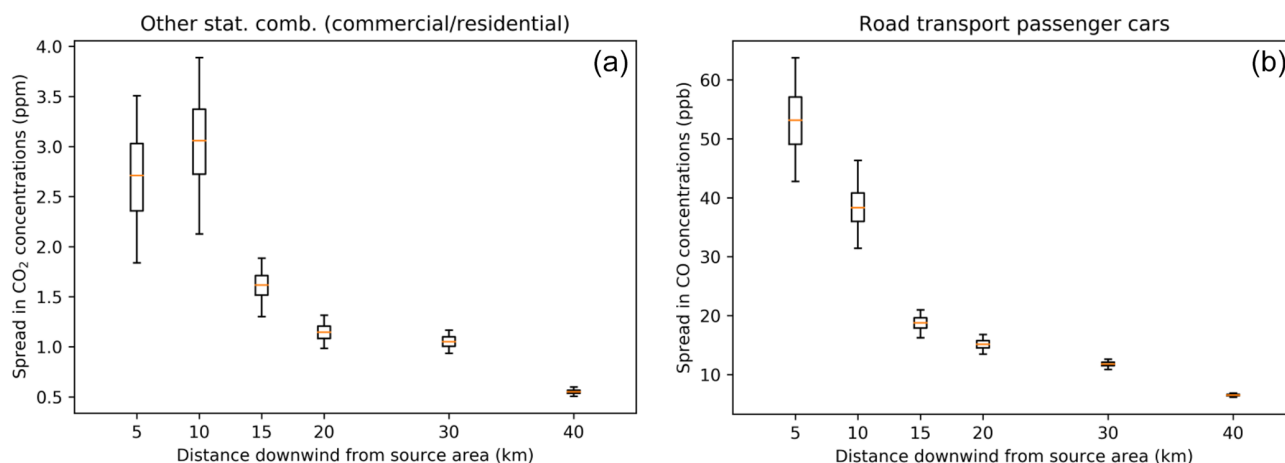 Other stat. comb. (commercial/residential)
(a)
Spread in CO₂ concentrations (ppm)
4.0
3.5
3.0
2.5
2.0
1.5
1.0
0.5
5 10 15 20 30 40
Distance downwind from source area (km)
Road transport passenger cars
(b)
Spread in CO concentrations (ppb)
60
50
40
30
20
10
5 10 15 20 30 40
Distance downwind from source area (km)